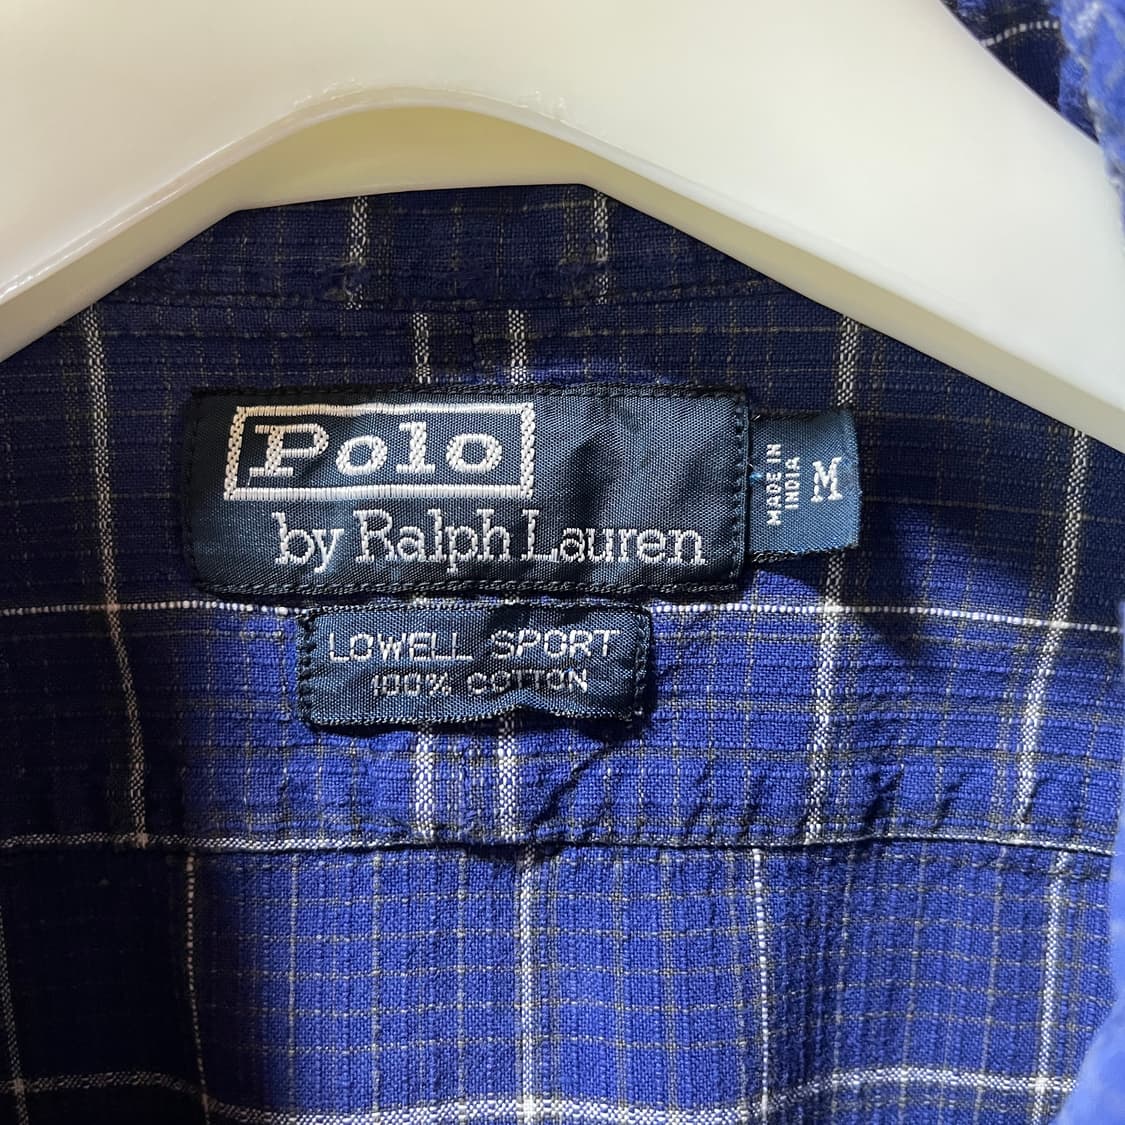 Polo
by Ralph Lauren
MADE IN
INDIA
M
LOWELL SPORT
100% COTTON